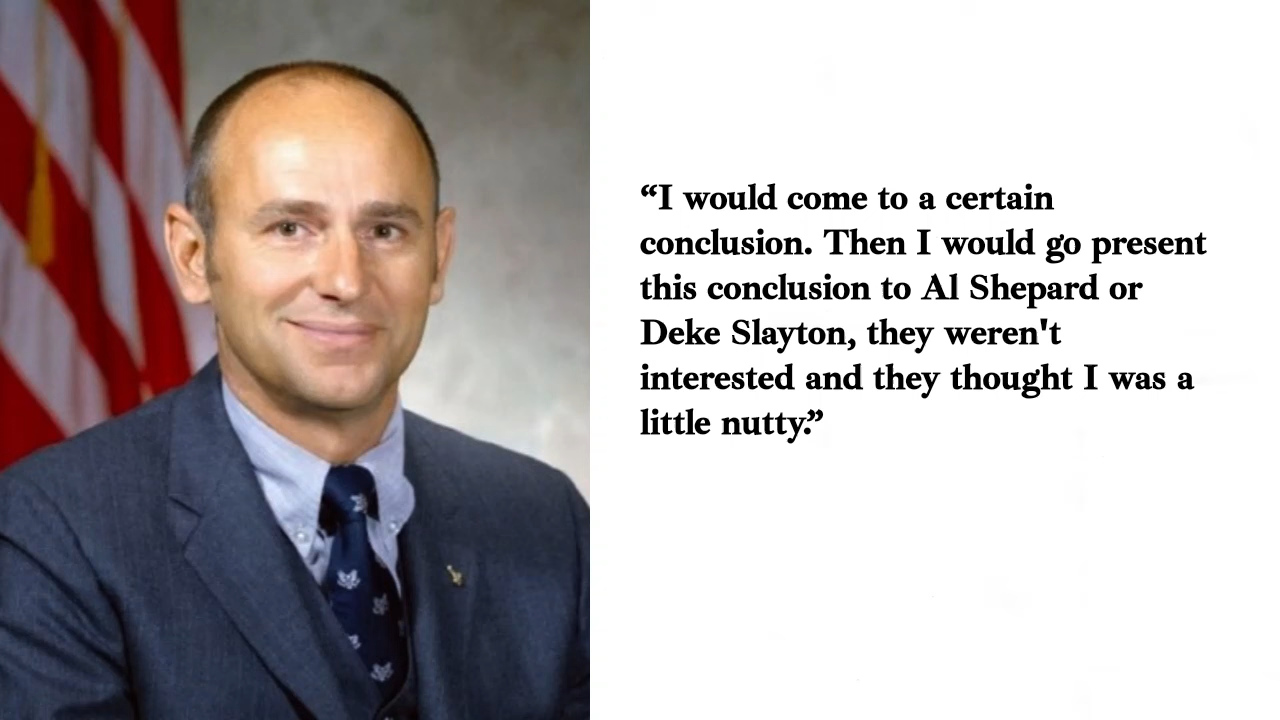 “I would come to a certain
conclusion. Then I would go present
this conclusion to Al Shepard or
Deke Slayton, they weren't
interested and they thought I was a
little nutty.”